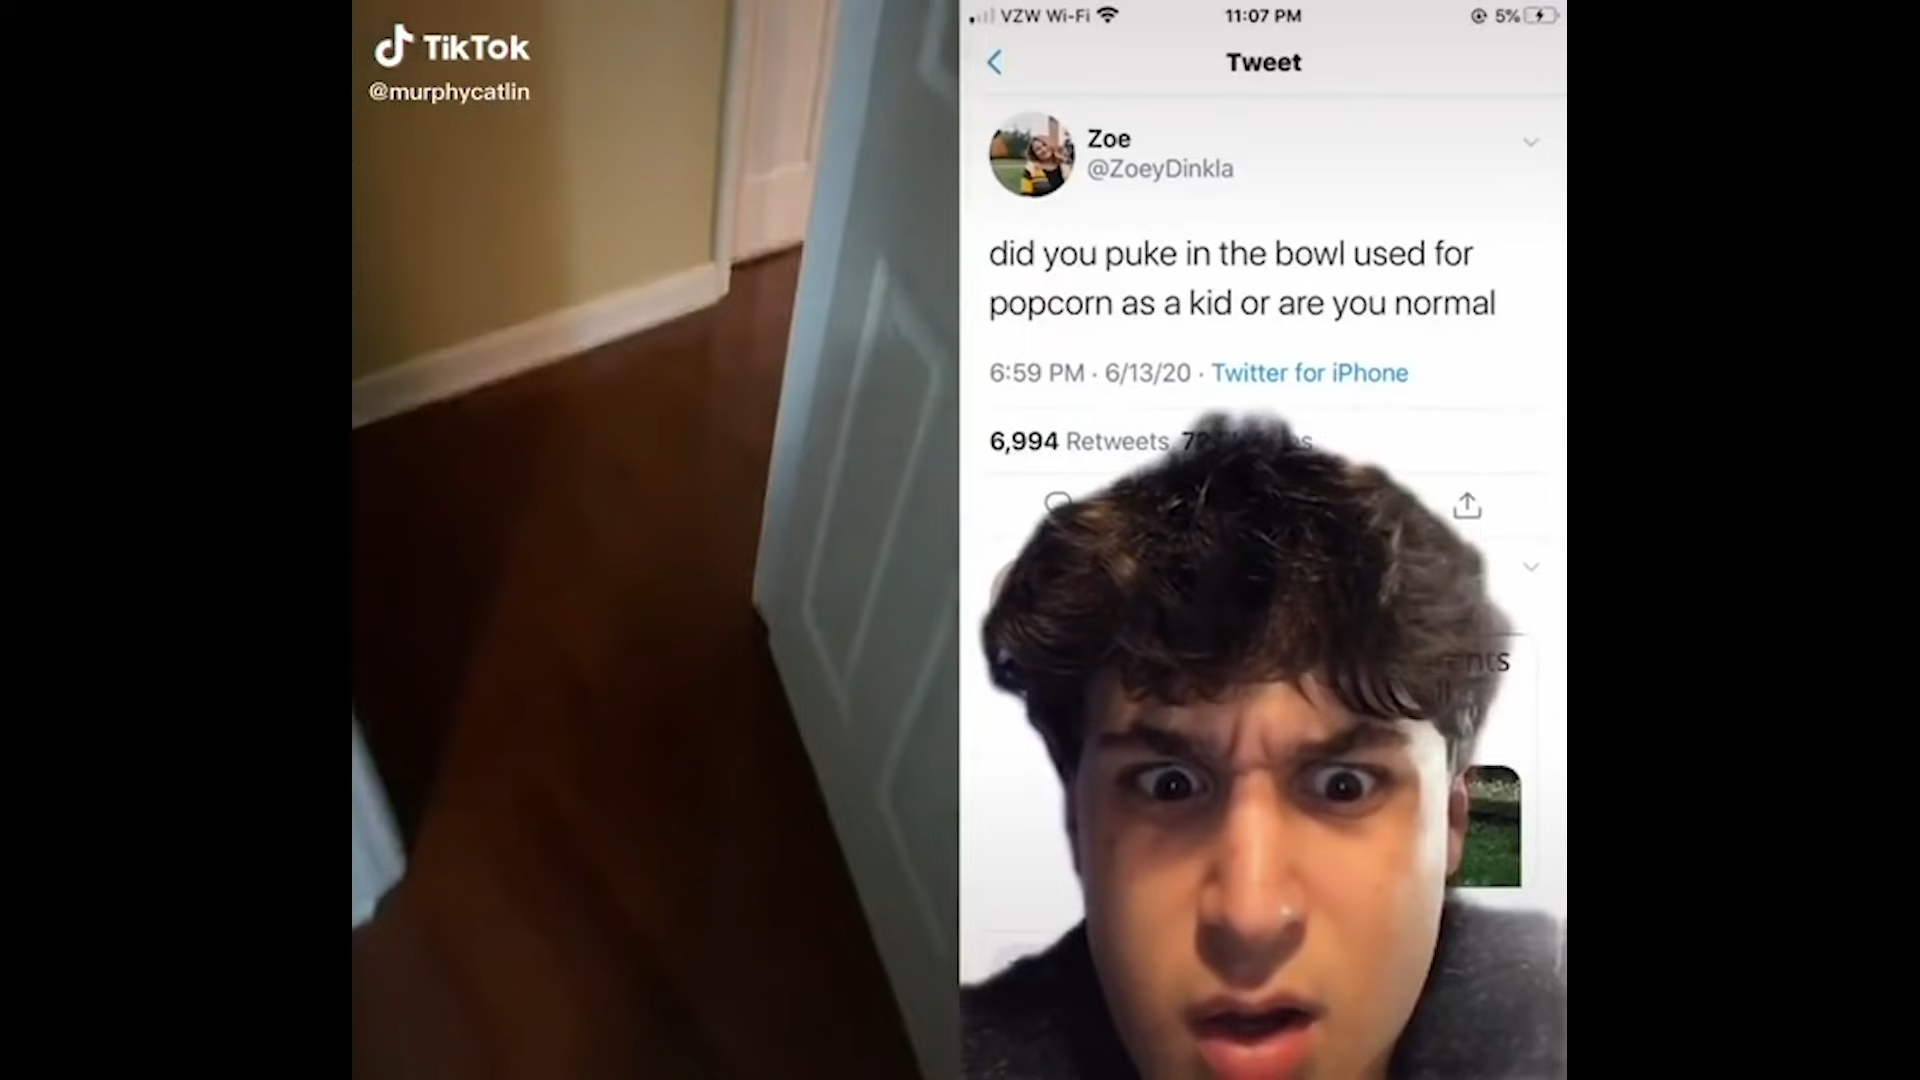 TikTok
@murphycatlin
VZW Wi-Fi
11:07 PM
5%
Tweet
Zoe
@ZoeyDinkla
did you puke in the bowl used for
popcorn as a kid or are you normal
6:59 PM · 6/13/20 · Twitter for iPhone
6,994 Retweets